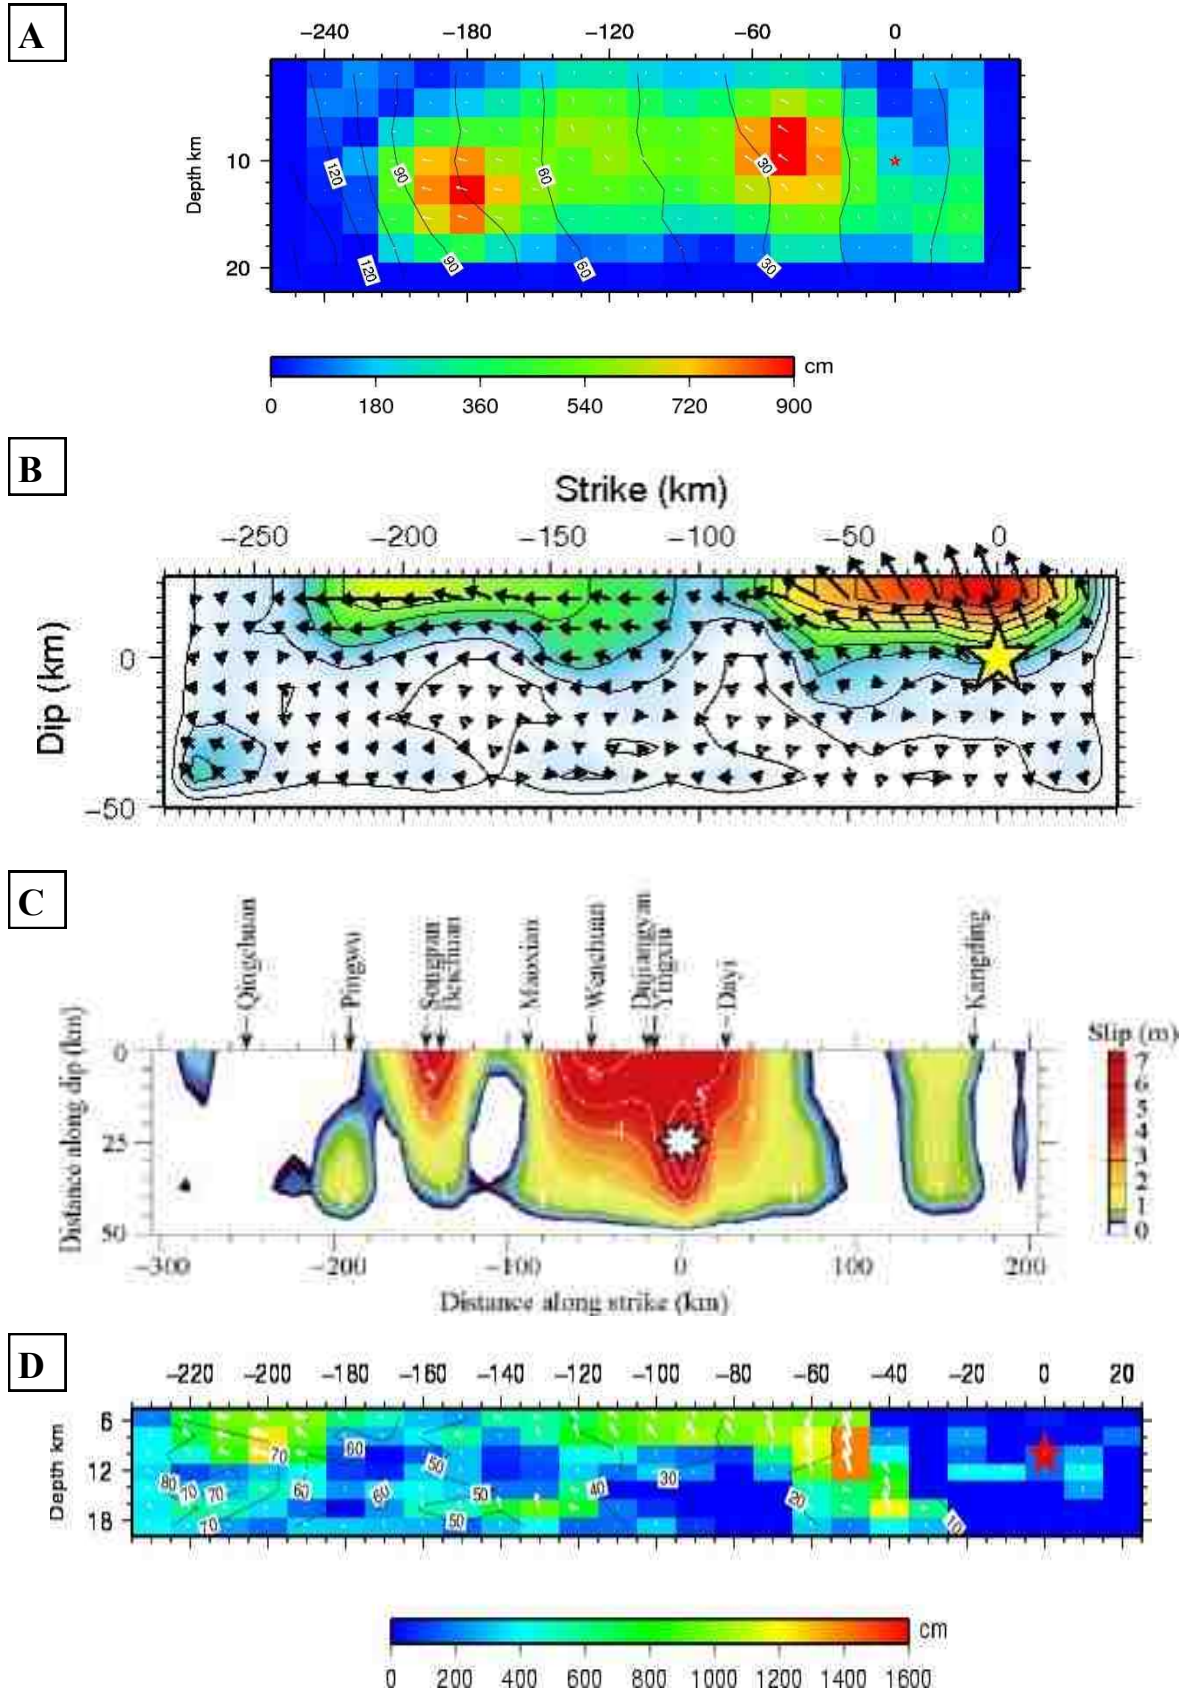 A
−240 −180 −120 −60 0
Depth km
10
20
120 90 60 30
120 90 60 30
cm
0 180 360 540 720 900
B
Strike (km)
−250 −200 −150 −100 −50 0
Dip (km)
0
−50
C
Qingchuan Pingwu Songpan Beichuan Maoxian Wenchuan Dujiangyan Yingxiu Dayi Kangding
Distance along dip (km)
0
25
50
Slip (m)
7
6
5
4
3
2
1
0
−300 −200 −100 0 100 200
Distance along strike (km)
D
−220 −200 −180 −160 −140 −120 −100 −80 −60 −40 −20 0 20
Depth km
6
12
18
70 60 50 30
80 70 70 60 60 50 40 20
70 50 10
cm
0 200 400 600 800 1000 1200 1400 1600